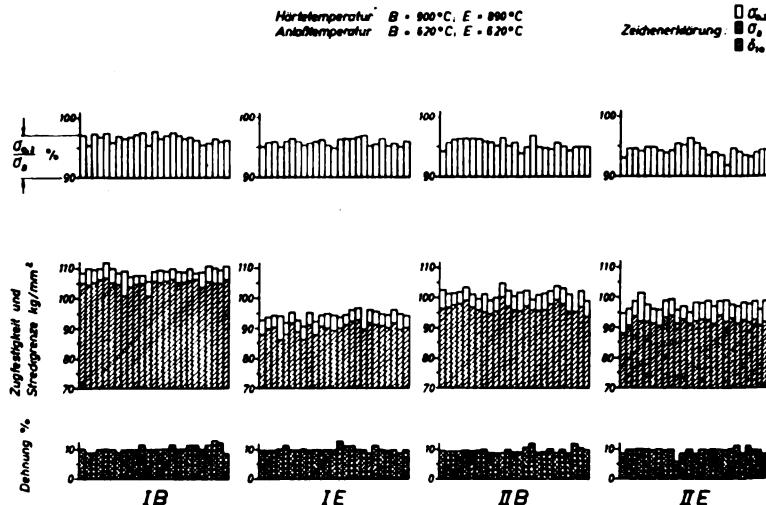 Härtetemperatur B = 900°C; E = 890°C
Anlaßtemperatur B = 620°C; E = 620°C
Zeichenerklärung: σ0,2
σB
δ10
100 100 100 100
σ0,2 / σB %
90 90 90 90
Zugfestigkeit und
Streckgrenze kg/mm²
110 110 110 110
100 100 100 100
90 90 90 90
80 80 80 80
70 70 70 70
Dehnung %
10 10 10 10
0 0 0 0
IB IE IIB IIE